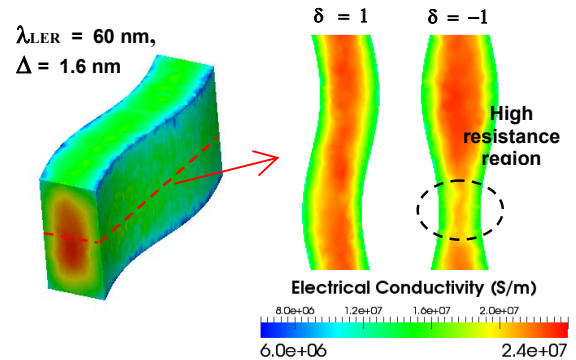 λLER = 60 nm,
Δ = 1.6 nm
δ = 1
δ = −1
High
resistance
region
Electrical Conductivity (S/m)
8.0e+06 1.2e+07 1.6e+07 2.0e+07
6.0e+06 2.4e+07